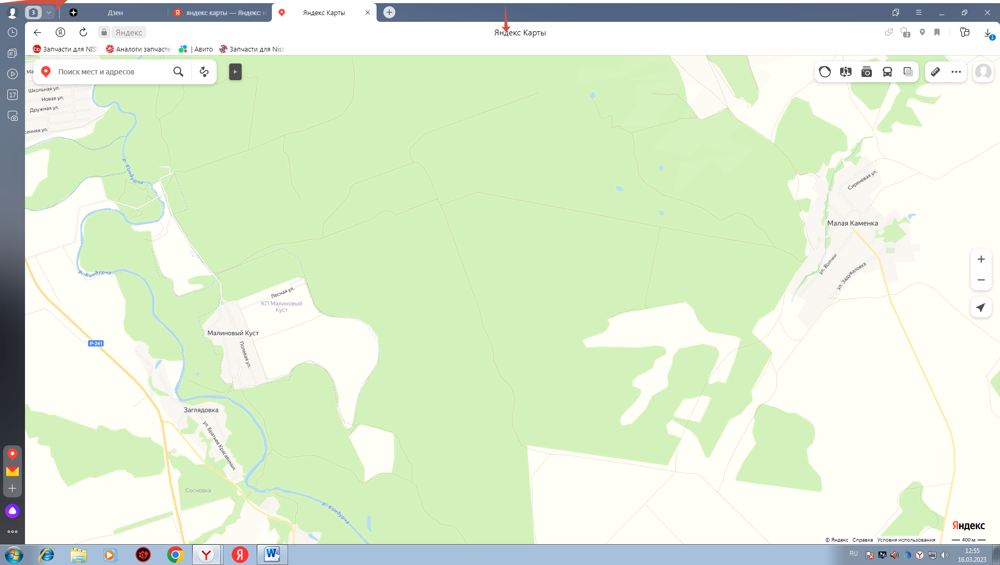 3
Дзен
яндекс карты — Яндекс: н
Яндекс Карты
Яндекс
Яндекс Карты
3
1
Запчасти для NISS
Аналоги запчасте
| Авито
Запчасти для Niss
17
Поиск мест и адресов
Школьная ул.
Новая ул.
Дружная ул.
сенняя ул.
р. Кондурча
Сиреневая ул.
Малая Каменка
ул. Волчки
ул. Задуваловка
р. Кондурча
Лесная ул.
КП Малиновый
Куст
Малиновый Куст
Полевая ул.
Р-241
Заглядовка
ул. Братьев Красавиных
Сосновка
р. Кондурча
Яндекс
© Яндекс Справка Условия использования
400 м
RU
12:55
16.03.2023